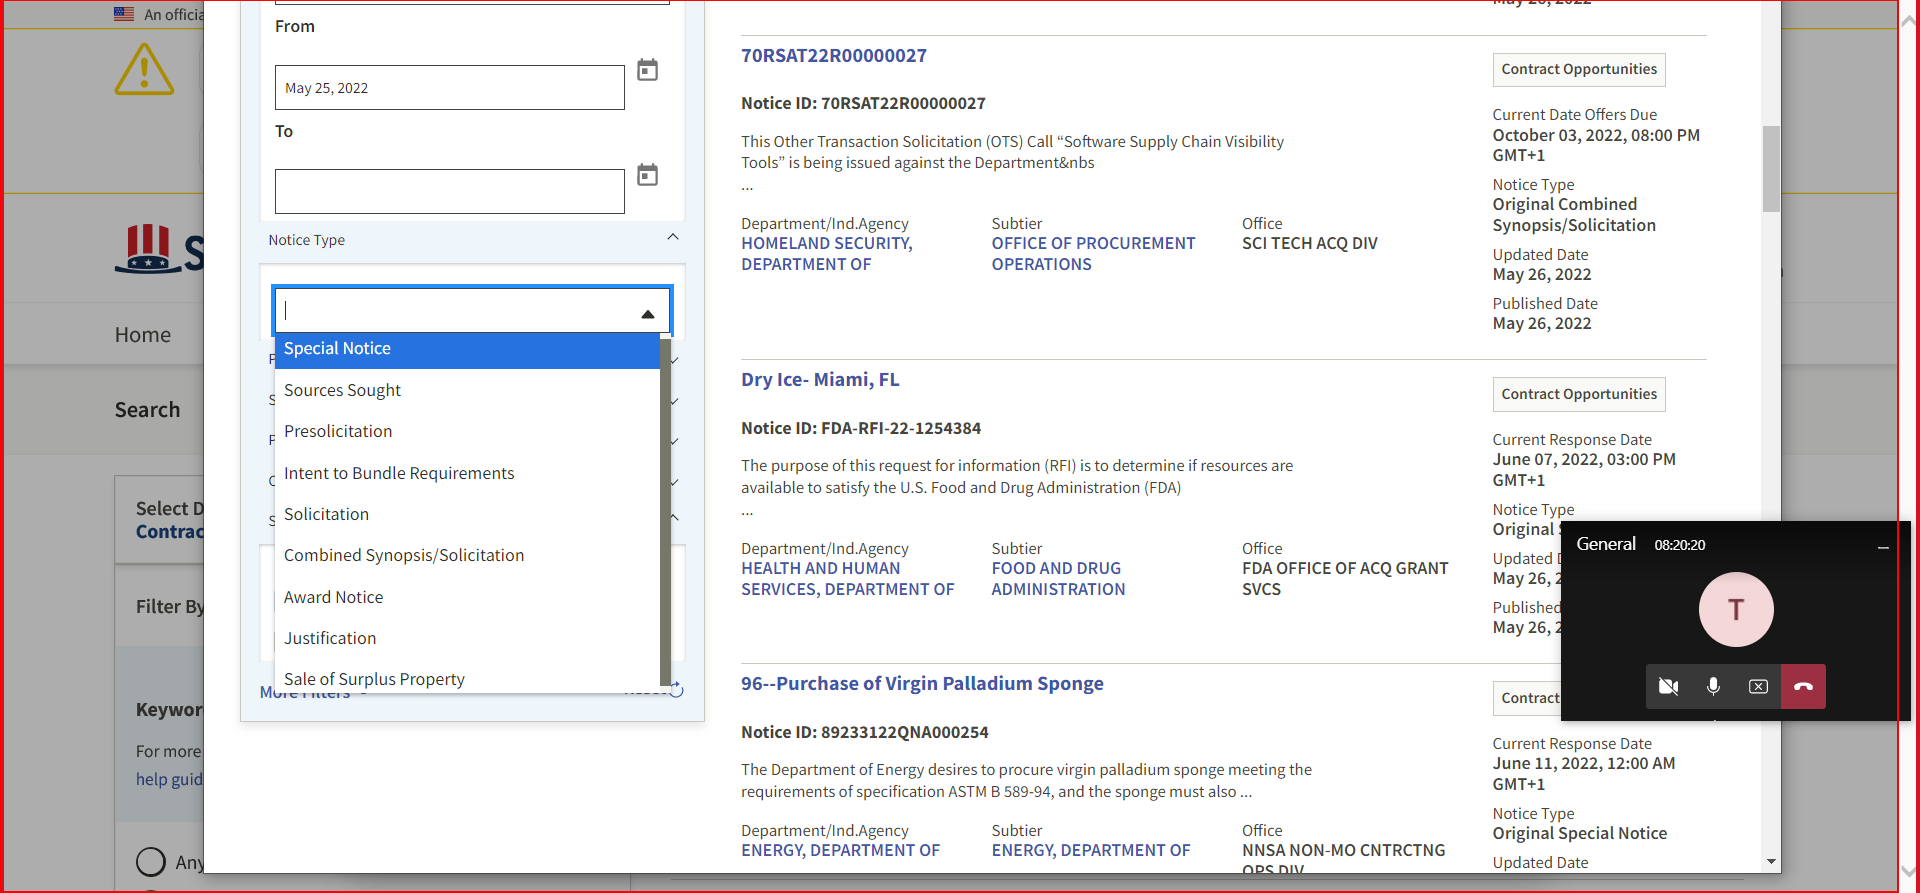 An officia
From
May 25, 2022
To
Notice Type
Special Notice
Sources Sought
Presolicitation
Intent to Bundle Requirements
Solicitation
Combined Synopsis/Solicitation
Award Notice
Justification
Sale of Surplus Property
More Filters
Home
Search
Select D
Contrac
Filter By
Keywor
For more
help guid
Any
May 26, 2022
70RSAT22R00000027
Notice ID: 70RSAT22R00000027
This Other Transaction Solicitation (OTS) Call “Software Supply Chain Visibility
Tools” is being issued against the Department&nbs
...
Department/Ind.Agency
HOMELAND SECURITY,
DEPARTMENT OF
Subtier
OFFICE OF PROCUREMENT
OPERATIONS
Office
SCI TECH ACQ DIV
Contract Opportunities
Current Date Offers Due
October 03, 2022, 08:00 PM
GMT+1
Notice Type
Original Combined
Synopsis/Solicitation
Updated Date
May 26, 2022
Published Date
May 26, 2022
Dry Ice- Miami, FL
Notice ID: FDA-RFI-22-1254384
The purpose of this request for information (RFI) is to determine if resources are
available to satisfy the U.S. Food and Drug Administration (FDA)
...
Department/Ind.Agency
HEALTH AND HUMAN
SERVICES, DEPARTMENT OF
Subtier
FOOD AND DRUG
ADMINISTRATION
Office
FDA OFFICE OF ACQ GRANT
SVCS
Contract Opportunities
Current Response Date
June 07, 2022, 03:00 PM
GMT+1
Notice Type
Original
Updated D
May 26, 2
Published
May 26, 2
General 08:20:20
T
96--Purchase of Virgin Palladium Sponge
Notice ID: 89233122QNA000254
The Department of Energy desires to procure virgin palladium sponge meeting the
requirements of specification ASTM B 589-94, and the sponge must also ...
Department/Ind.Agency
ENERGY, DEPARTMENT OF
Subtier
ENERGY, DEPARTMENT OF
Office
NNSA NON-MO CNTRCTNG
OPS DIV
Contract
Current Response Date
June 11, 2022, 12:00 AM
GMT+1
Notice Type
Original Special Notice
Updated Date